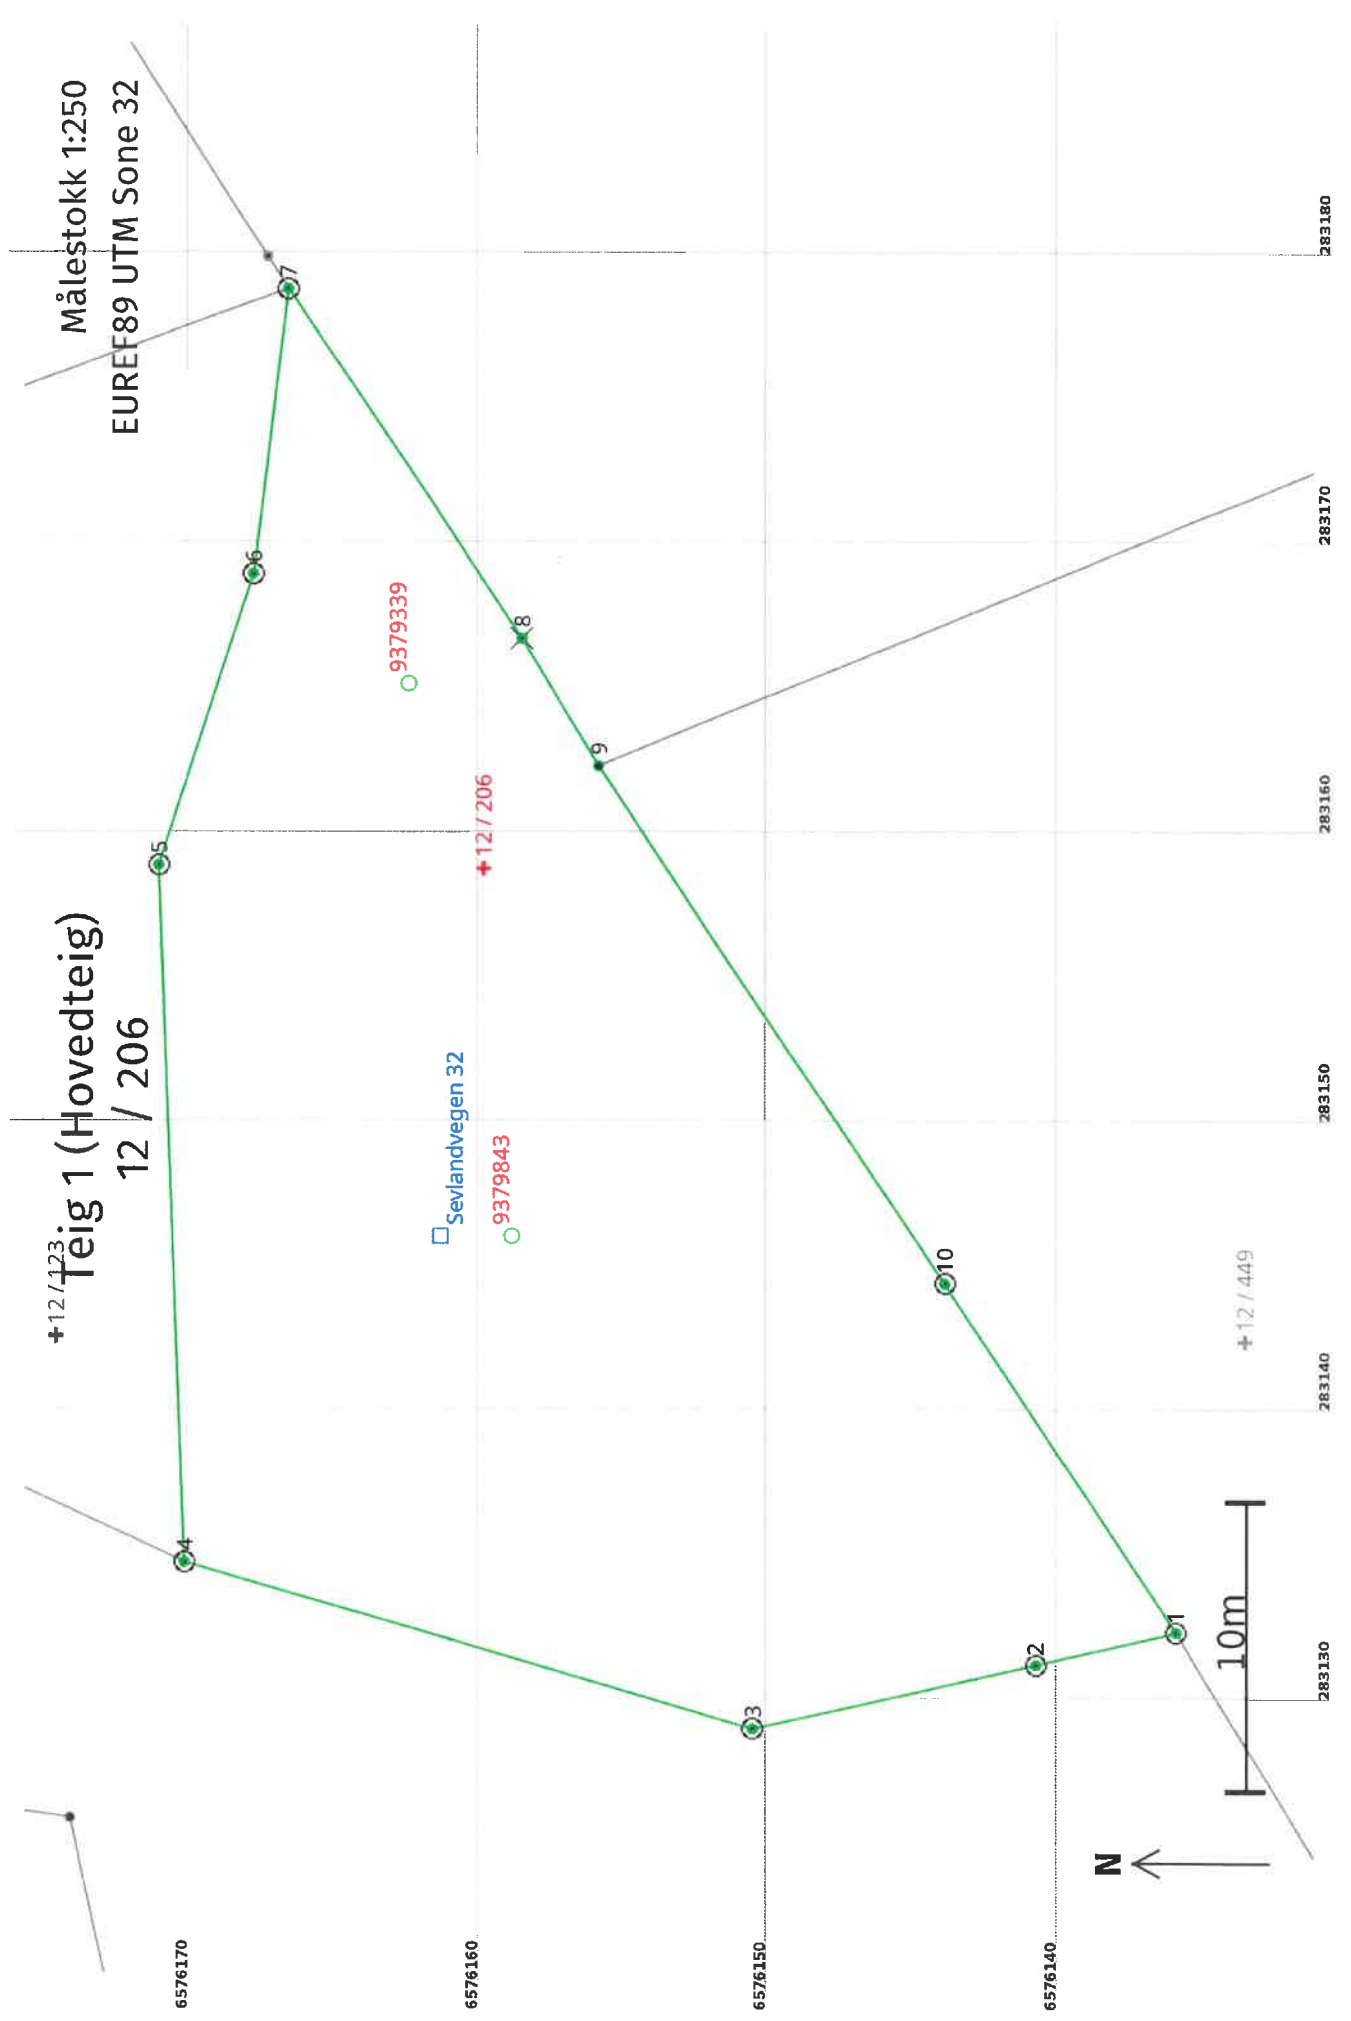 Målestokk 1:250
EUREF89 UTM Sone 32
Teig 1 (Hovedteig)
12 / 206
+12 / 123
6576170
6576160
6576150
6576140
4
5
6
7
Sevlandvegen 32
9379843
+12 / 206
9379339
8
9
3
10
2
1
+12 / 449
N
10m
283130
283140
283150
283160
283170
283180